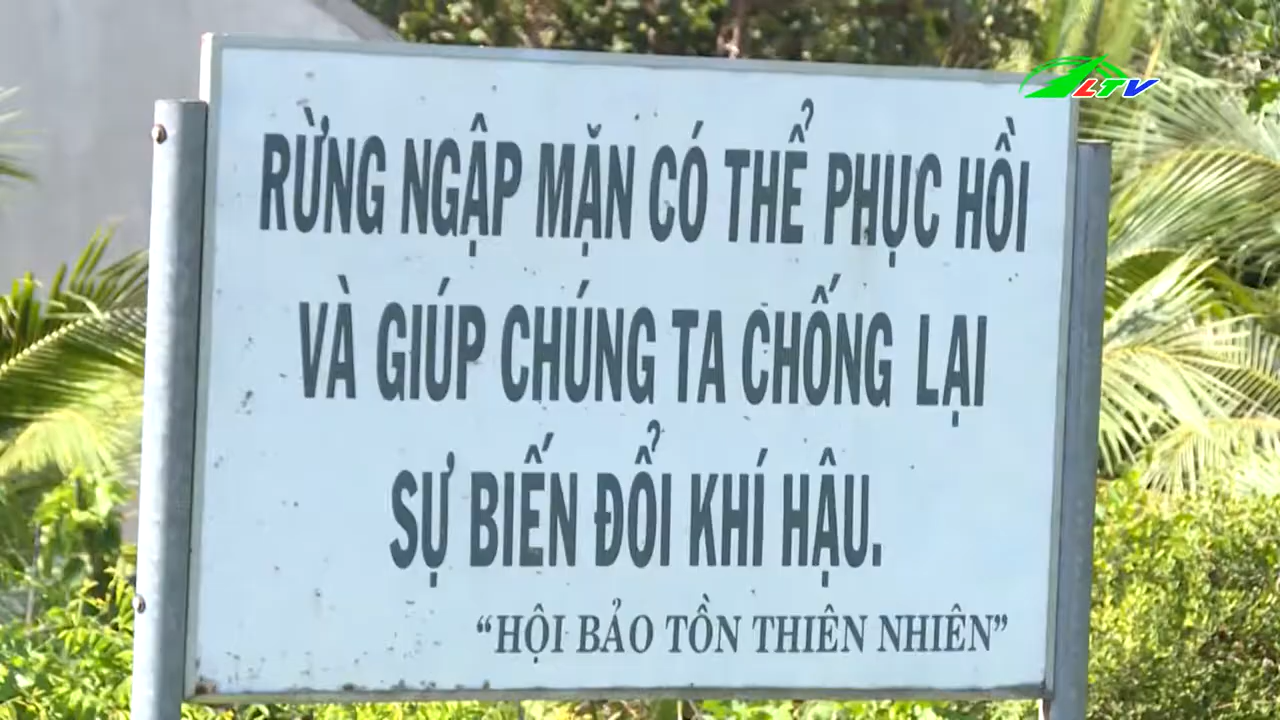 LTV
RỪNG NGẬP MẶN CÓ THỂ PHỤC HỒI
VÀ GIÚP CHÚNG TA CHỐNG LẠI
SỰ BIẾN ĐỔI KHÍ HẬU.
“HỘI BẢO TỒN THIÊN NHIÊN”